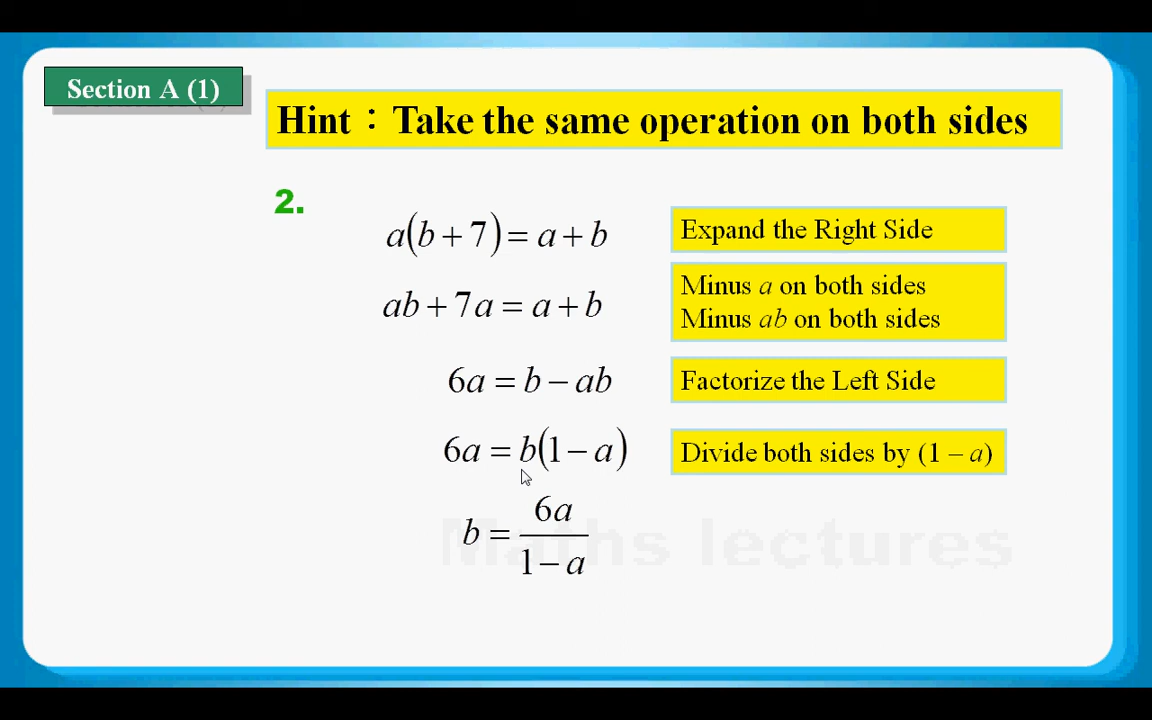 Section A (1)
Hint：Take the same operation on both sides
2.
a(b + 7) = a + b
Expand the Right Side
ab + 7a = a + b
Minus a on both sides
Minus ab on both sides
6a = b − ab
Factorize the Left Side
6a = b(1 − a)
Divide both sides by (1 – a)
b = 6a / 1 − a
Maths lectures